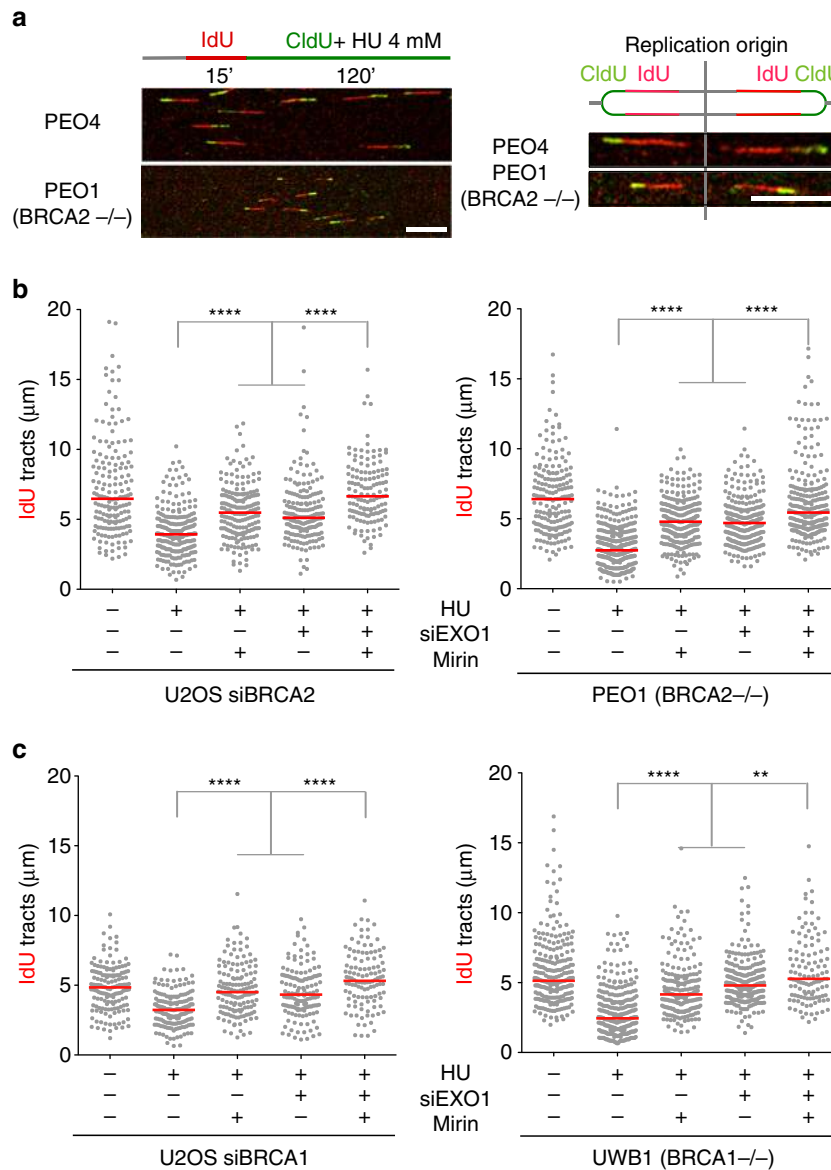 a
IdU CldU+ HU 4 mM
15’ 120’
PEO4
PEO1
(BRCA2 –/–)
Replication origin
CldU IdU IdU CldU
PEO4
PEO1
(BRCA2 –/–)
b
20
15
10
5
0
IdU tracts (μm)
**** ****
– + + + +
– – – + +
– – + – +
U2OS siBRCA2
HU
siEXO1
Mirin
20
15
10
5
0
IdU tracts (μm)
**** ****
– + + + +
– – – + +
– – + – +
PEO1 (BRCA2–/–)
c
20
15
10
5
0
IdU tracts (μm)
**** ****
– + + + +
– – – + +
– – + – +
U2OS siBRCA1
HU
siEXO1
Mirin
20
15
10
5
0
IdU tracts (μm)
**** **
– + + + +
– – – + +
– – + – +
UWB1 (BRCA1–/–)